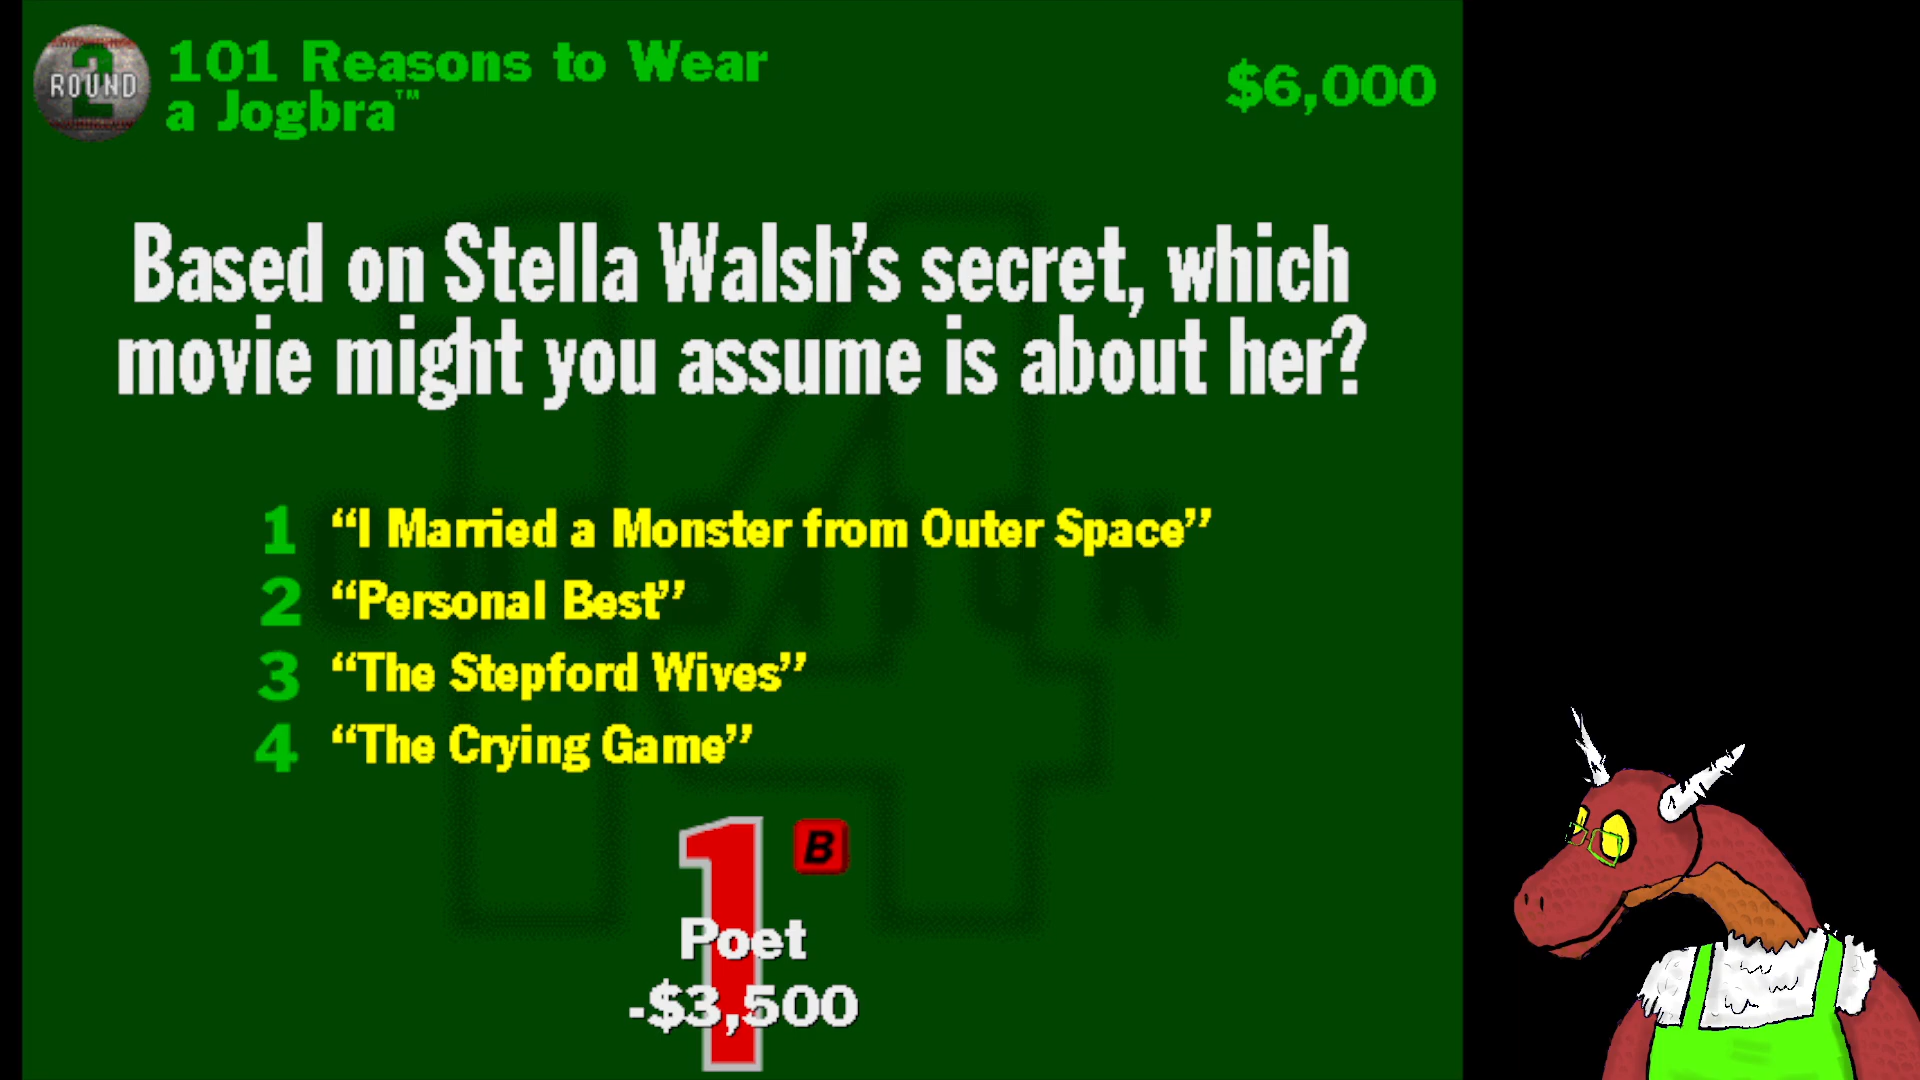 ROUND 2
101 Reasons to Wear
a Jogbra™
$6,000
Based on Stella Walsh’s secret, which
movie might you assume is about her?
1 “I Married a Monster from Outer Space”
2 “Personal Best”
3 “The Stepford Wives”
4 “The Crying Game”
1
B
Poet
-$3,500